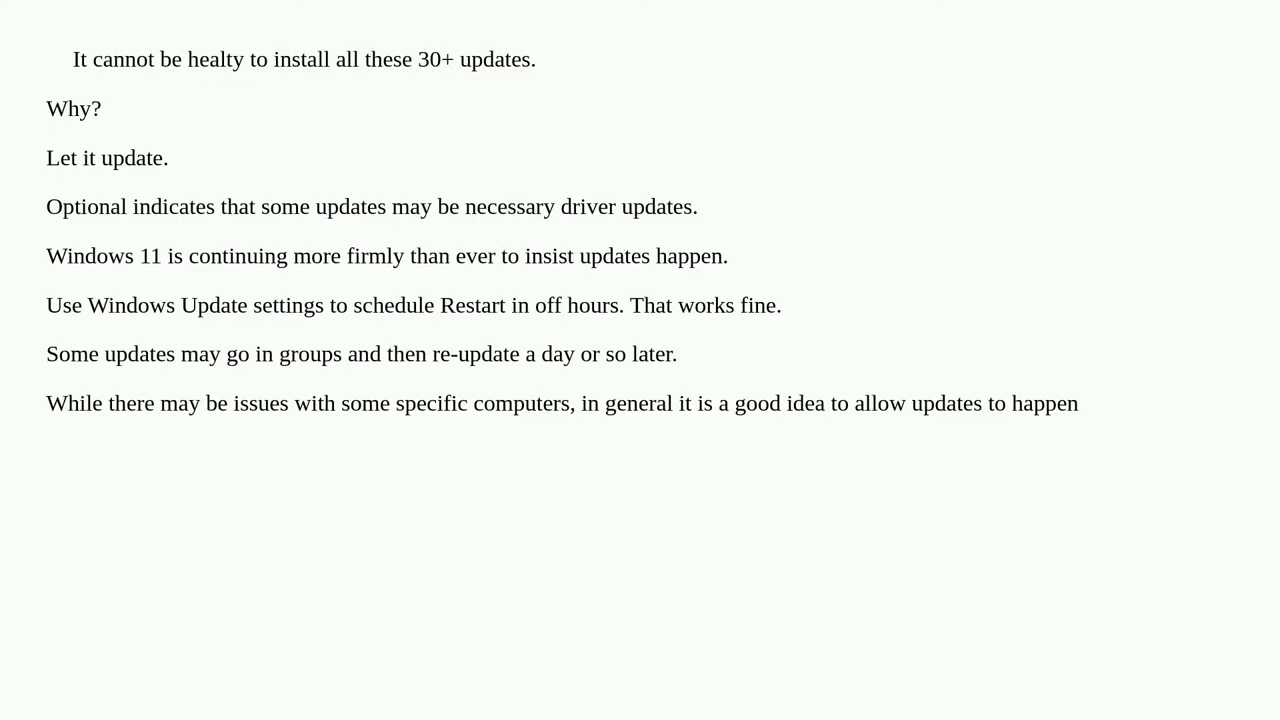 It cannot be healty to install all these 30+ updates.
Why?
Let it update.
Optional indicates that some updates may be necessary driver updates.
Windows 11 is continuing more firmly than ever to insist updates happen.
Use Windows Update settings to schedule Restart in off hours. That works fine.
Some updates may go in groups and then re-update a day or so later.
While there may be issues with some specific computers, in general it is a good idea to allow updates to happen